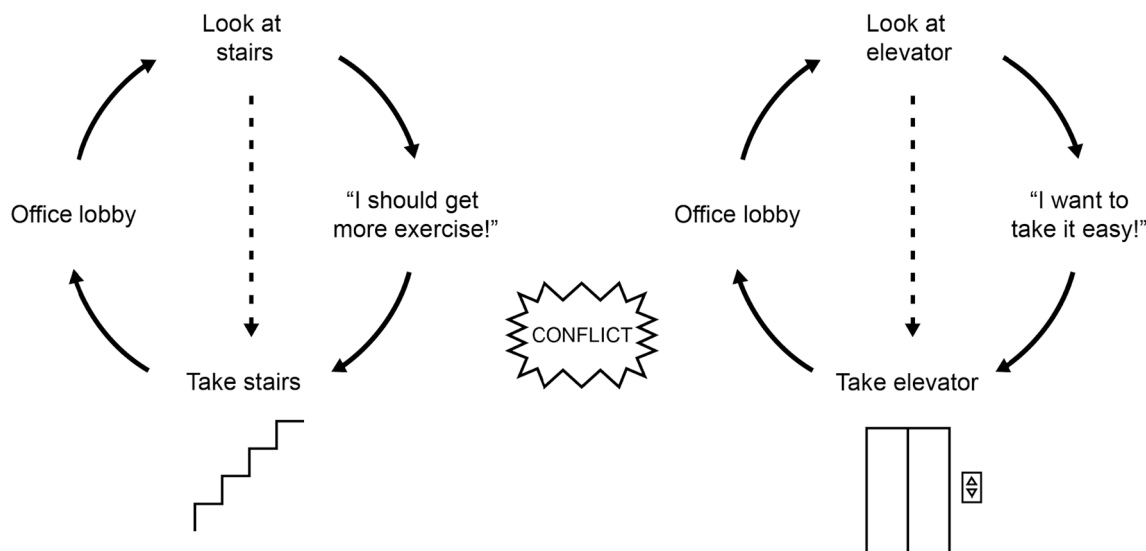 Look at
stairs
Office lobby
“I should get
more exercise!”
Take stairs
CONFLICT
Look at
elevator
Office lobby
“I want to
take it easy!”
Take elevator